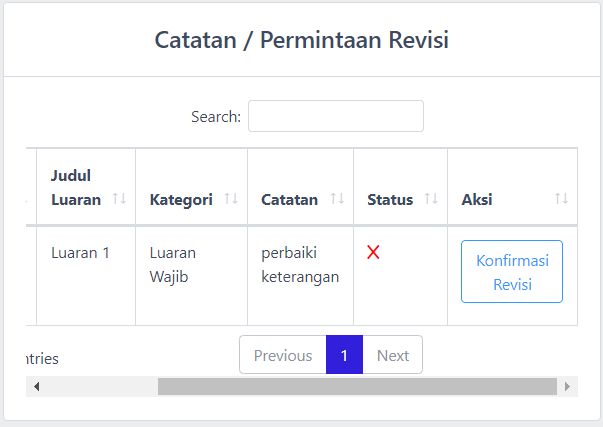 Catatan / Permintaan Revisi
Search:
Judul
Luaran
Kategori
Catatan
Status
Aksi
Luaran 1
Luaran
Wajib
perbaiki
keterangan
Konfirmasi
Revisi
Previous
1
Next